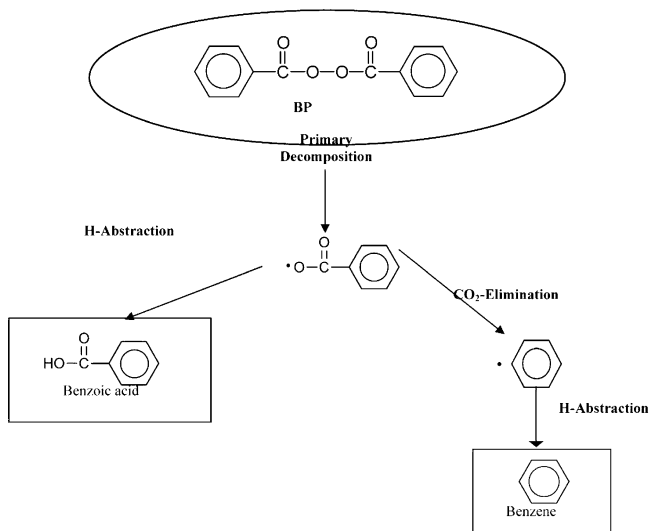 O O
C O O C
BP
Primary
Decomposition
H-Abstraction
O
•O C
CO₂-Elimination
O
HO C
Benzoic acid
•
H-Abstraction
Benzene